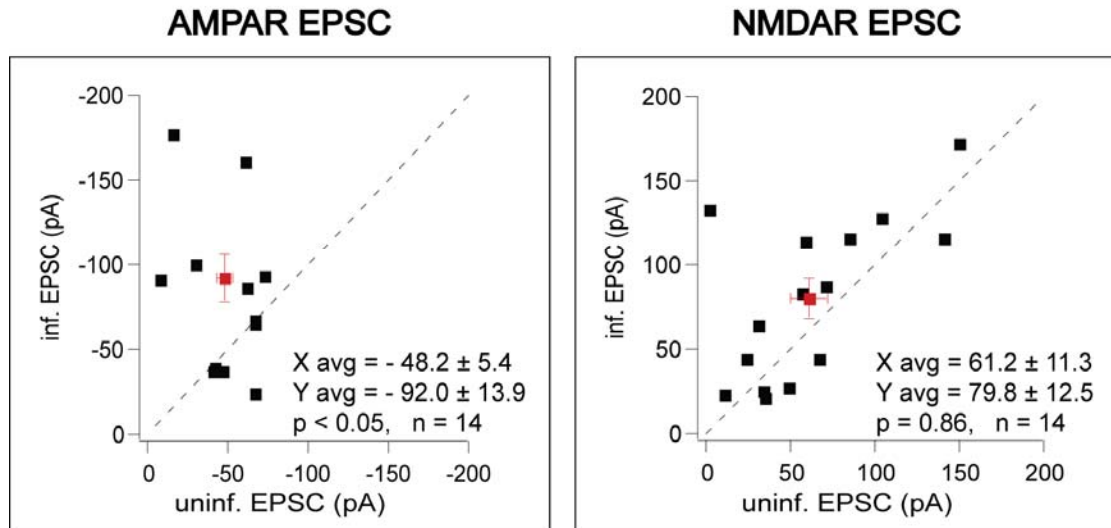 AMPAR EPSC
-200
-150
-100
-50
0
inf. EPSC (pA)
X avg = - 48.2 ± 5.4
Y avg = - 92.0 ± 13.9
p < 0.05, n = 14
0 -50 -100 -150 -200
uninf. EPSC (pA)
NMDAR EPSC
200
150
100
50
0
inf. EPSC (pA)
X avg = 61.2 ± 11.3
Y avg = 79.8 ± 12.5
p = 0.86, n = 14
0 50 100 150 200
uninf. EPSC (pA)